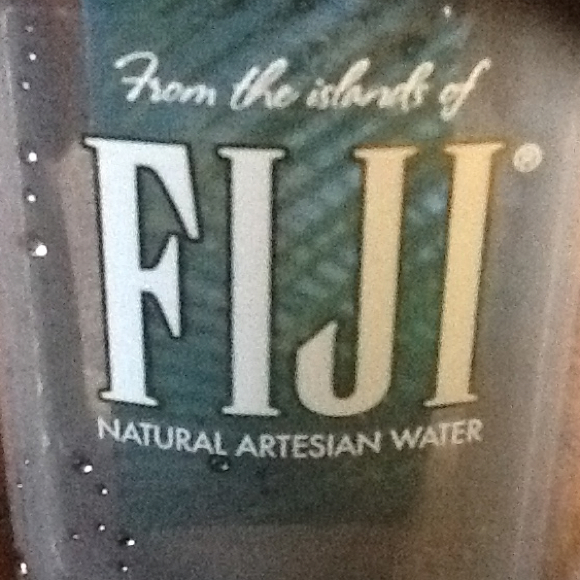 From the islands of
FIJI®
NATURAL ARTESIAN WATER